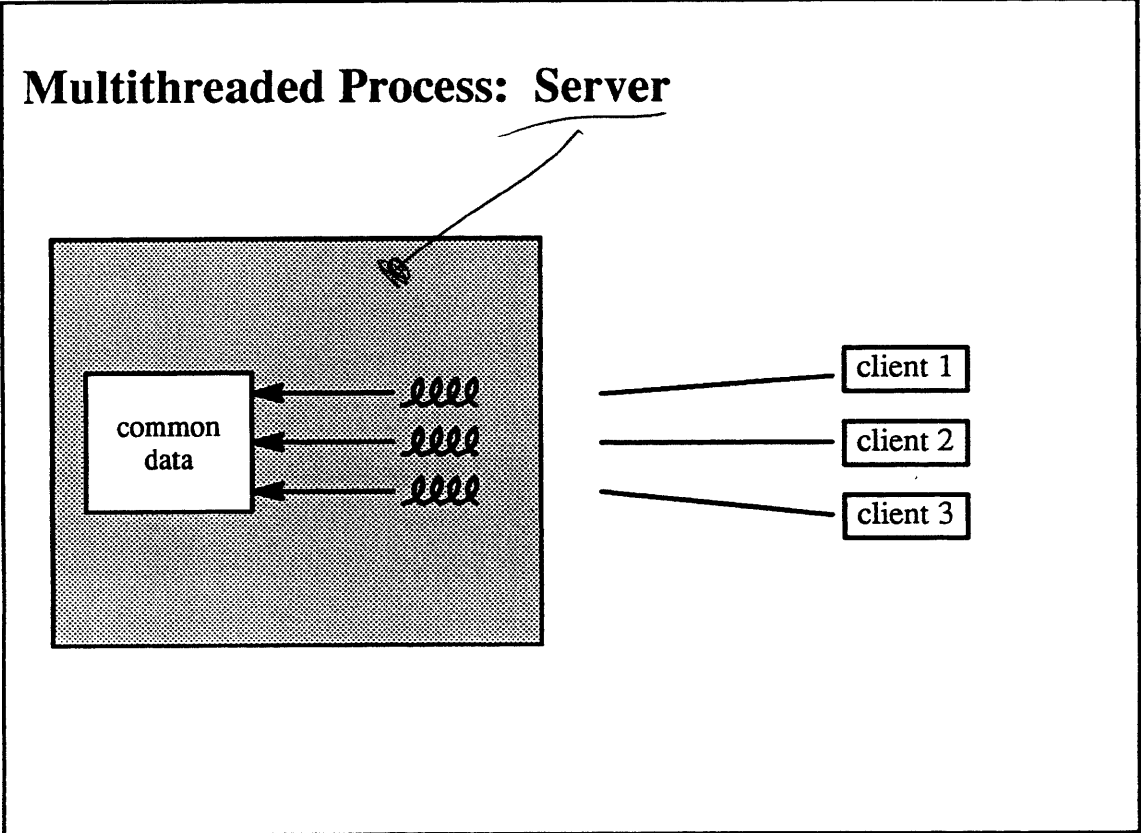 Multithreaded Process: Server
common
data
client 1
client 2
client 3